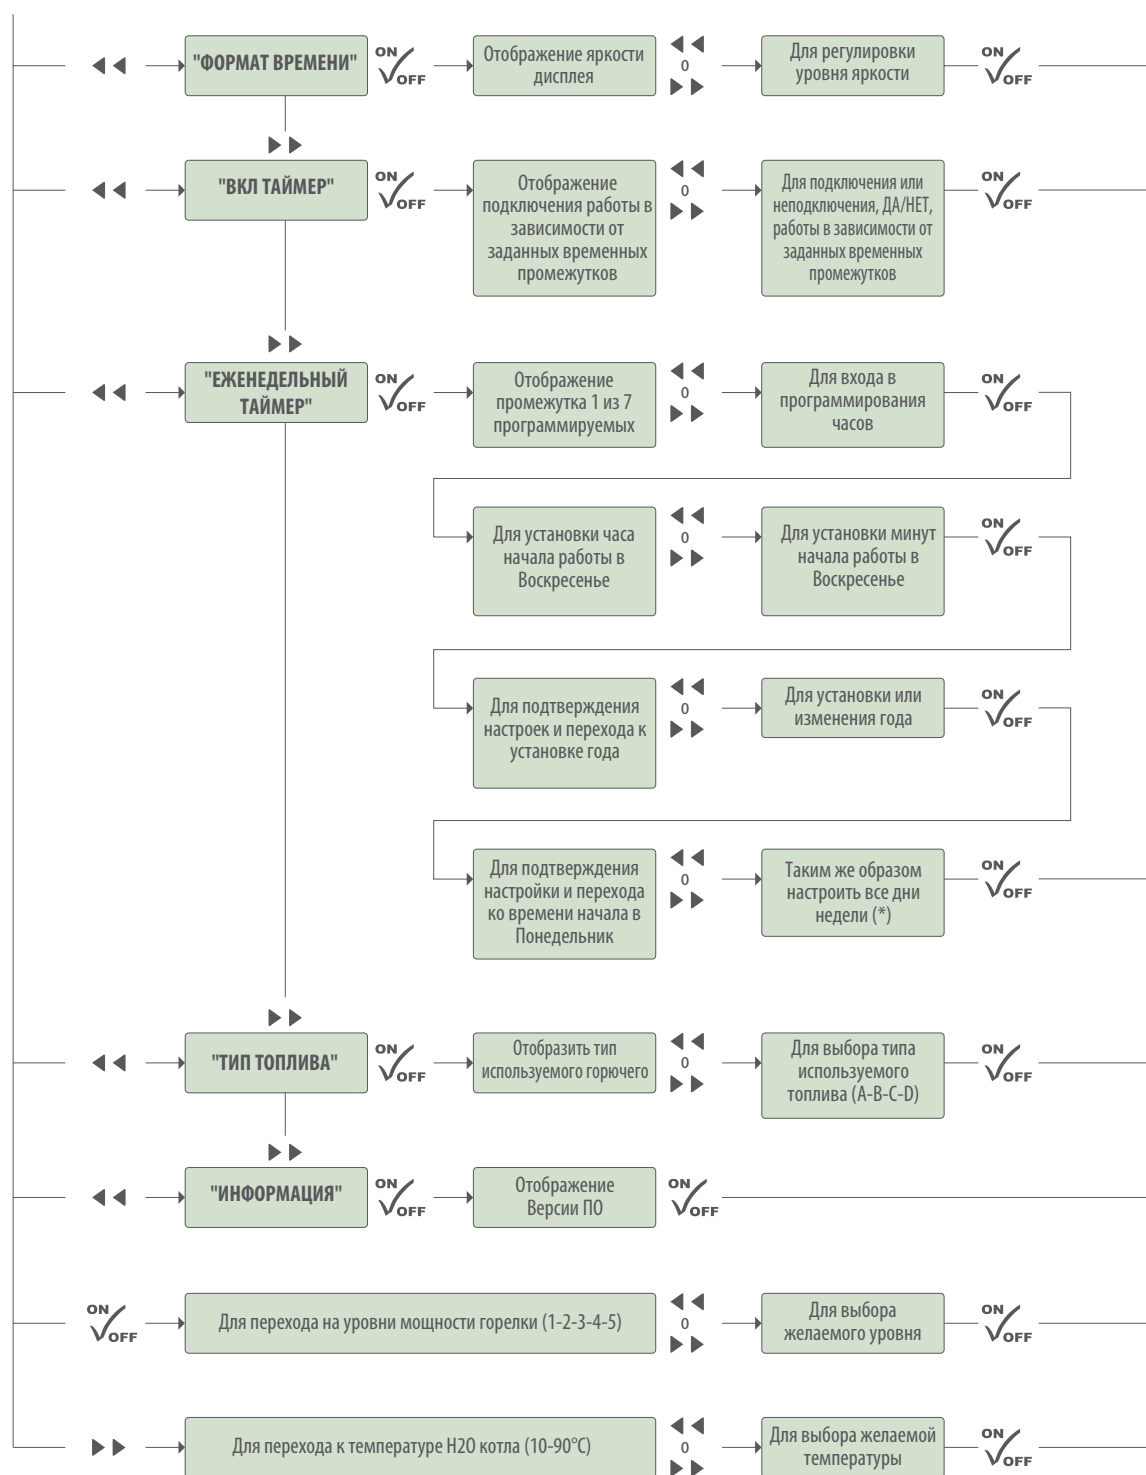 "ФОРМАТ ВРЕМЕНИ"
ON
OFF
Отображение яркости
дисплея
0
Для регулировки
уровня яркости
ON
OFF
"ВКЛ ТАЙМЕР"
ON
OFF
Отображение
подключения работы в
зависимости от
заданных временных
промежутков
0
Для подключения или
неподключения, ДА/НЕТ,
работы в зависимости от
заданных временных
промежутков
ON
OFF
"ЕЖЕНЕДЕЛЬНЫЙ
ТАЙМЕР"
ON
OFF
Отображение
промежутка 1 из 7
программируемых
0
Для входа в
программирования
часов
ON
OFF
Для установки часа
начала работы в
Воскресенье
0
Для установки минут
начала работы в
Воскресенье
ON
OFF
Для подтверждения
настроек и перехода к
установке года
0
Для установки или
изменения года
ON
OFF
Для подтверждения
настройки и перехода
ко времени начала в
Понедельник
0
Таким же образом
настроить все дни
недели (*)
ON
OFF
"ТИП ТОПЛИВА"
ON
OFF
Отобразить тип
используемого горючего
0
Для выбора типа
используемого
топлива (A-B-C-D)
ON
OFF
"ИНФОРМАЦИЯ"
ON
OFF
Отображение
Версии ПО
ON
OFF
ON
OFF
Для перехода на уровни мощности горелки (1-2-3-4-5)
0
Для выбора
желаемого уровня
ON
OFF
Для перехода к температуре H2O котла (10-90°C)
0
Для выбора желаемой
температуры
ON
OFF